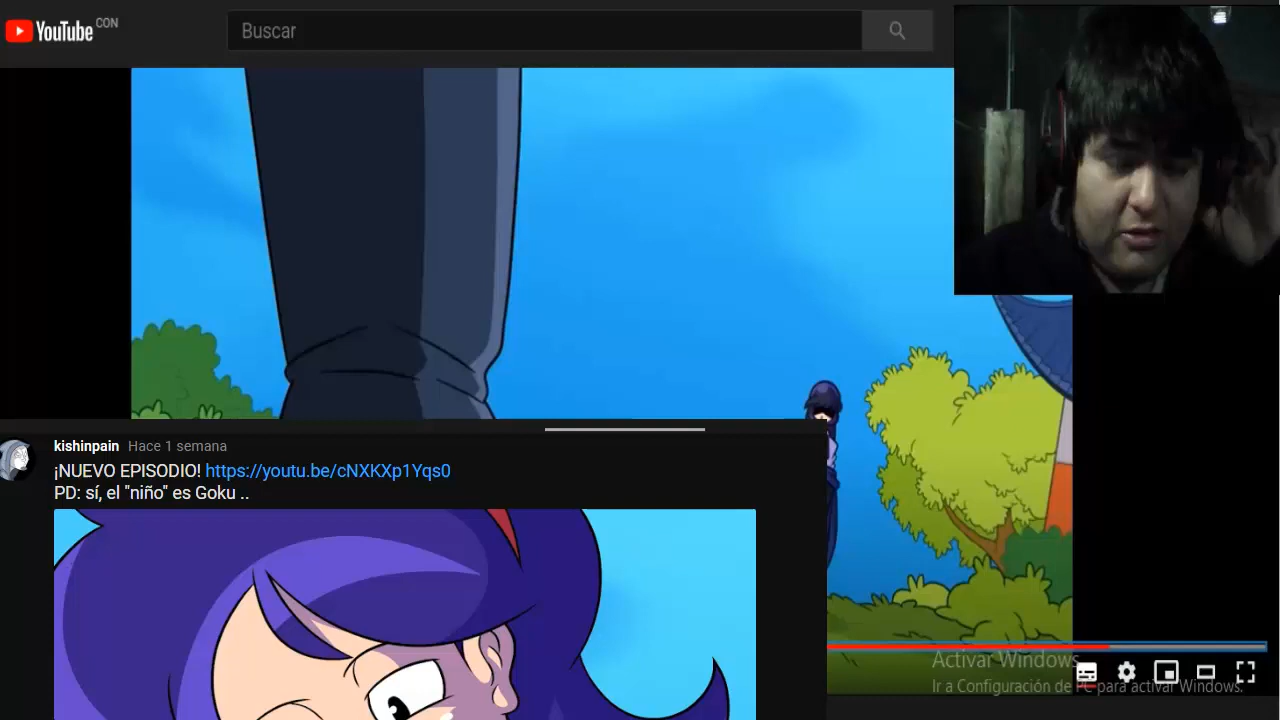 YouTube CON
Buscar
kishinpain Hace 1 semana
¡NUEVO EPISODIO! https://youtu.be/cNXKXp1Yqs0
PD: sí, el "niño" es Goku ..
Activar Windows
Ir a Configuración de PC para activar Windows.